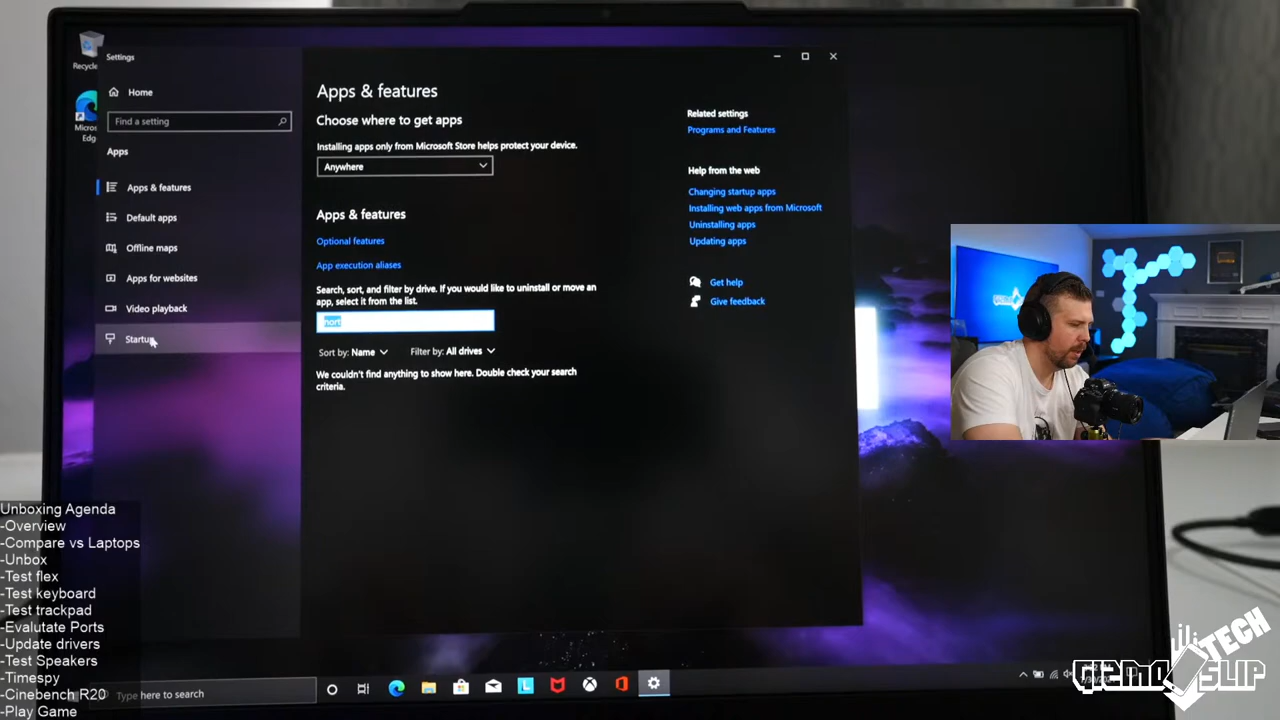 Recycle
Micros
Edg
Settings
Home
Find a setting
Apps
Apps & features
Default apps
Offline maps
Apps for websites
Video playback
Startup
Apps & features
Choose where to get apps
Installing apps only from Microsoft Store helps protect your device.
Anywhere
Apps & features
Optional features
App execution aliases
Search, sort, and filter by drive. If you would like to uninstall or move an
app, select it from the list.
nort
Sort by: Name
Filter by: All drives
We couldn't find anything to show here. Double check your search
criteria.
Related settings
Programs and Features
Help from the web
Changing startup apps
Installing web apps from Microsoft
Uninstalling apps
Updating apps
Get help
Give feedback
Unboxing Agenda
-Overview
-Compare vs Laptops
-Unbox
-Test flex
-Test keyboard
-Test trackpad
-Evalutate Ports
-Update drivers
-Test Speakers
-Timespy
-Cinebench R20
-Play Game
Type here to search
L
GIZMO SLIP
TECH